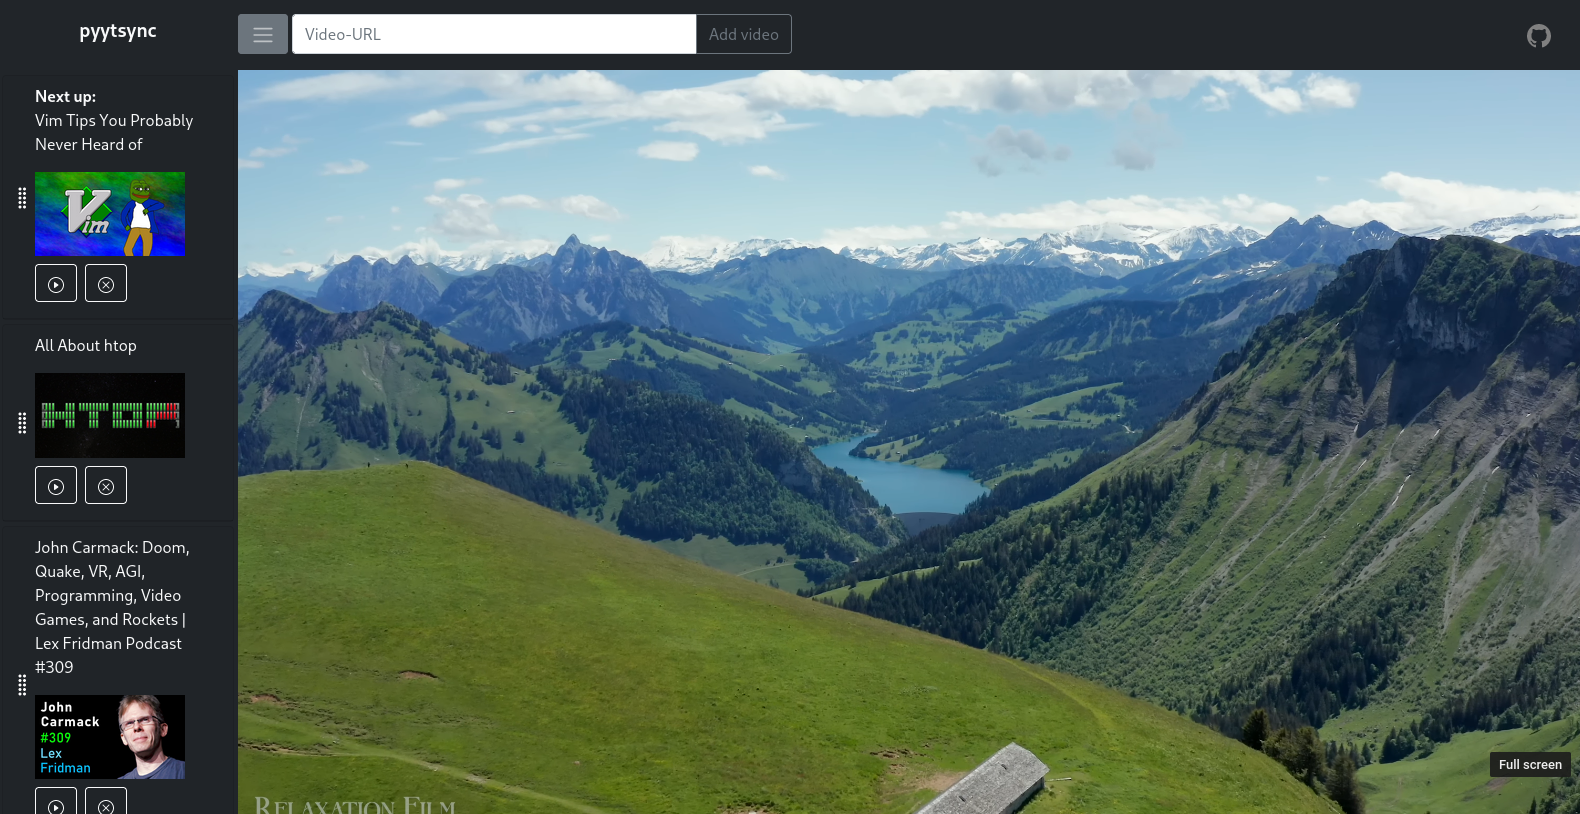 pyytsync
Video-URL
Add video
Next up:
Vim Tips You Probably
Never Heard of
Vim
All About htop
HTOP
John Carmack: Doom,
Quake, VR, AGI,
Programming, Video
Games, and Rockets |
Lex Fridman Podcast
#309
John
Carmack
#309
Lex
Fridman
Full screen
Relaxation Film